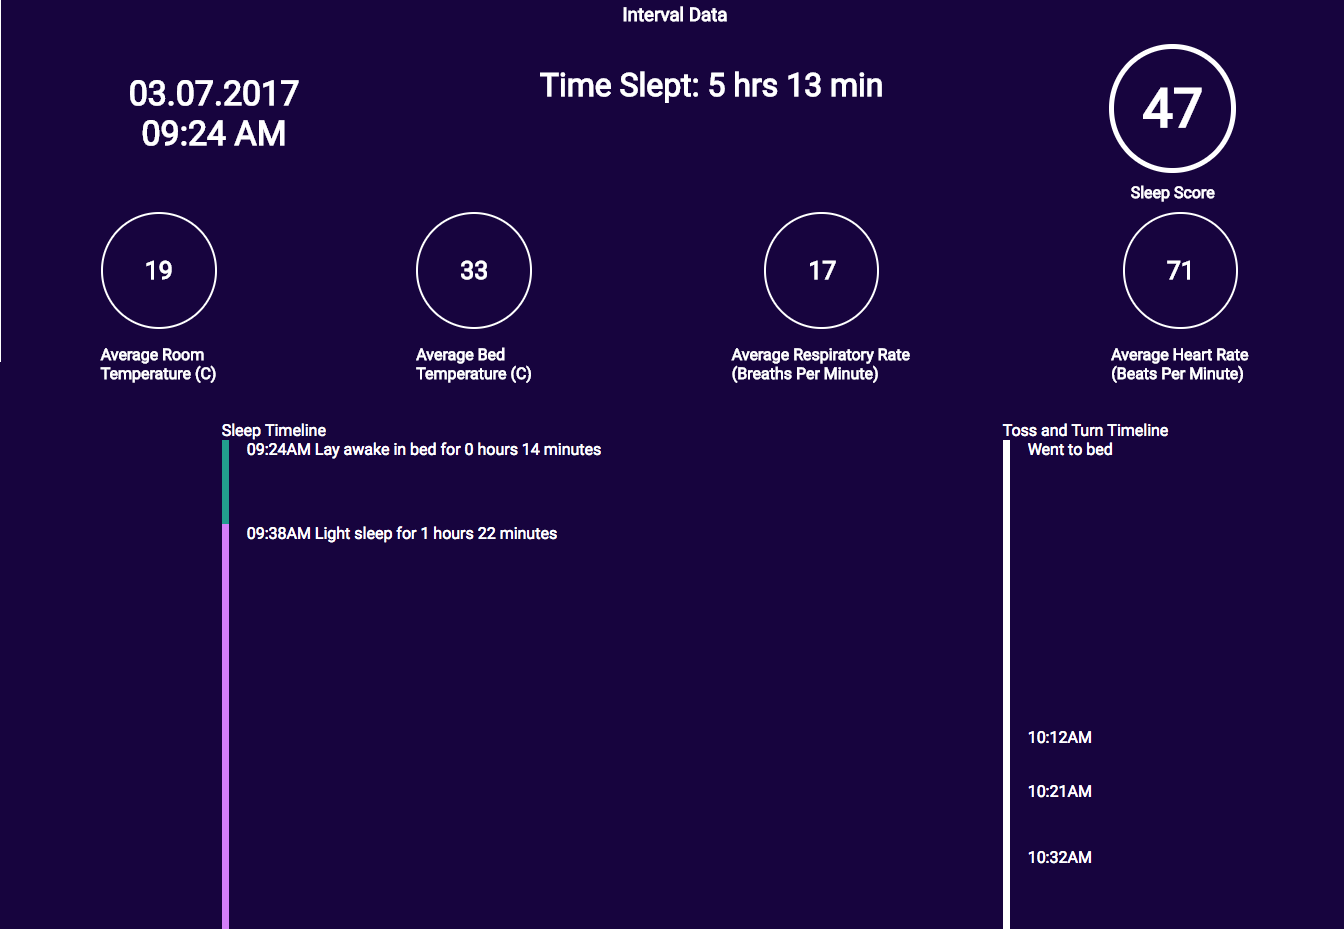 Interval Data
03.07.2017
09:24 AM
Time Slept: 5 hrs 13 min
47
Sleep Score
19
Average Room
Temperature (C)
33
Average Bed
Temperature (C)
17
Average Respiratory Rate
(Breaths Per Minute)
71
Average Heart Rate
(Beats Per Minute)
Sleep Timeline
09:24AM Lay awake in bed for 0 hours 14 minutes
09:38AM Light sleep for 1 hours 22 minutes
Toss and Turn Timeline
Went to bed
10:12AM
10:21AM
10:32AM